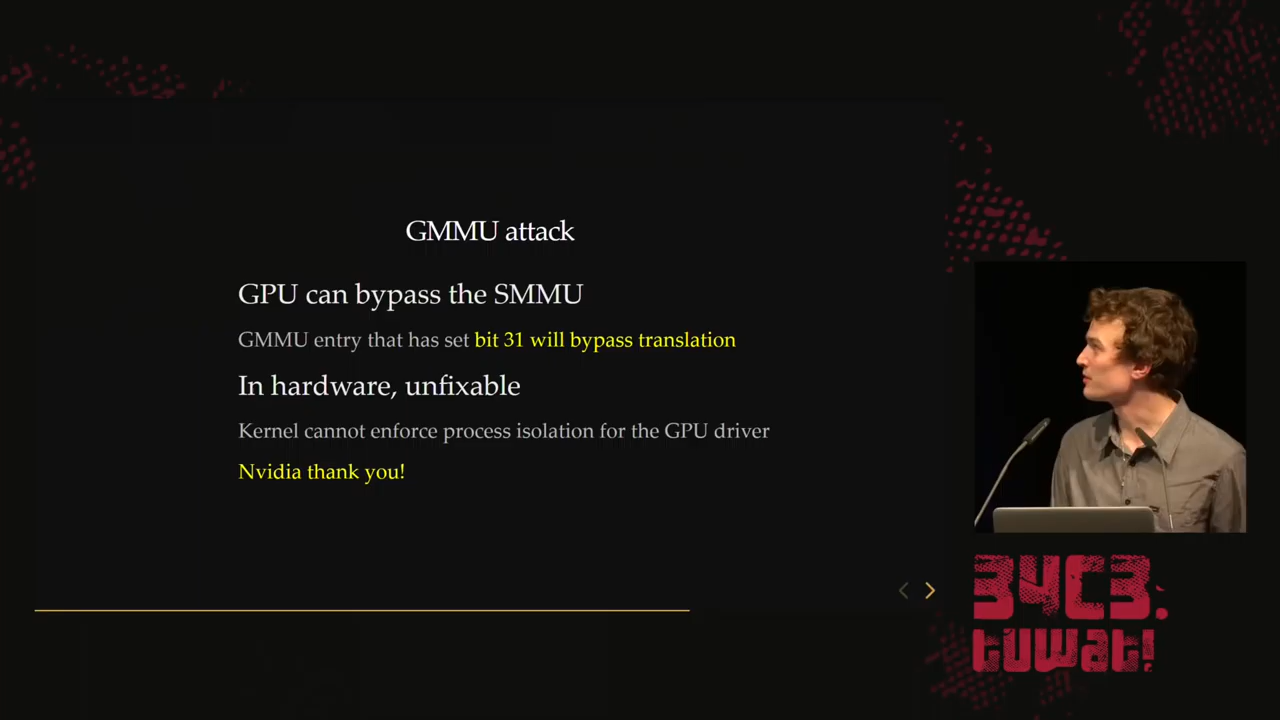 GMMU attack
GPU can bypass the SMMU
GMMU entry that has set bit 31 will bypass translation
In hardware, unfixable
Kernel cannot enforce process isolation for the GPU driver
Nvidia thank you!
34C3.
tuwat!